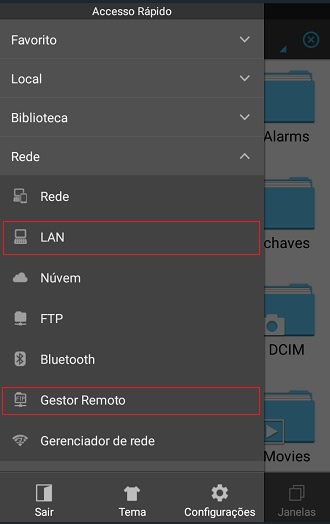 Accesso Rápido
Favorito
Local
Biblioteca
Rede
Rede
LAN
Núvem
FTP
Bluetooth
Gestor Remoto
Gerenciador de rede
Alarms
chaves
DCIM
Movies
Sair
Tema
Configurações
Janelas